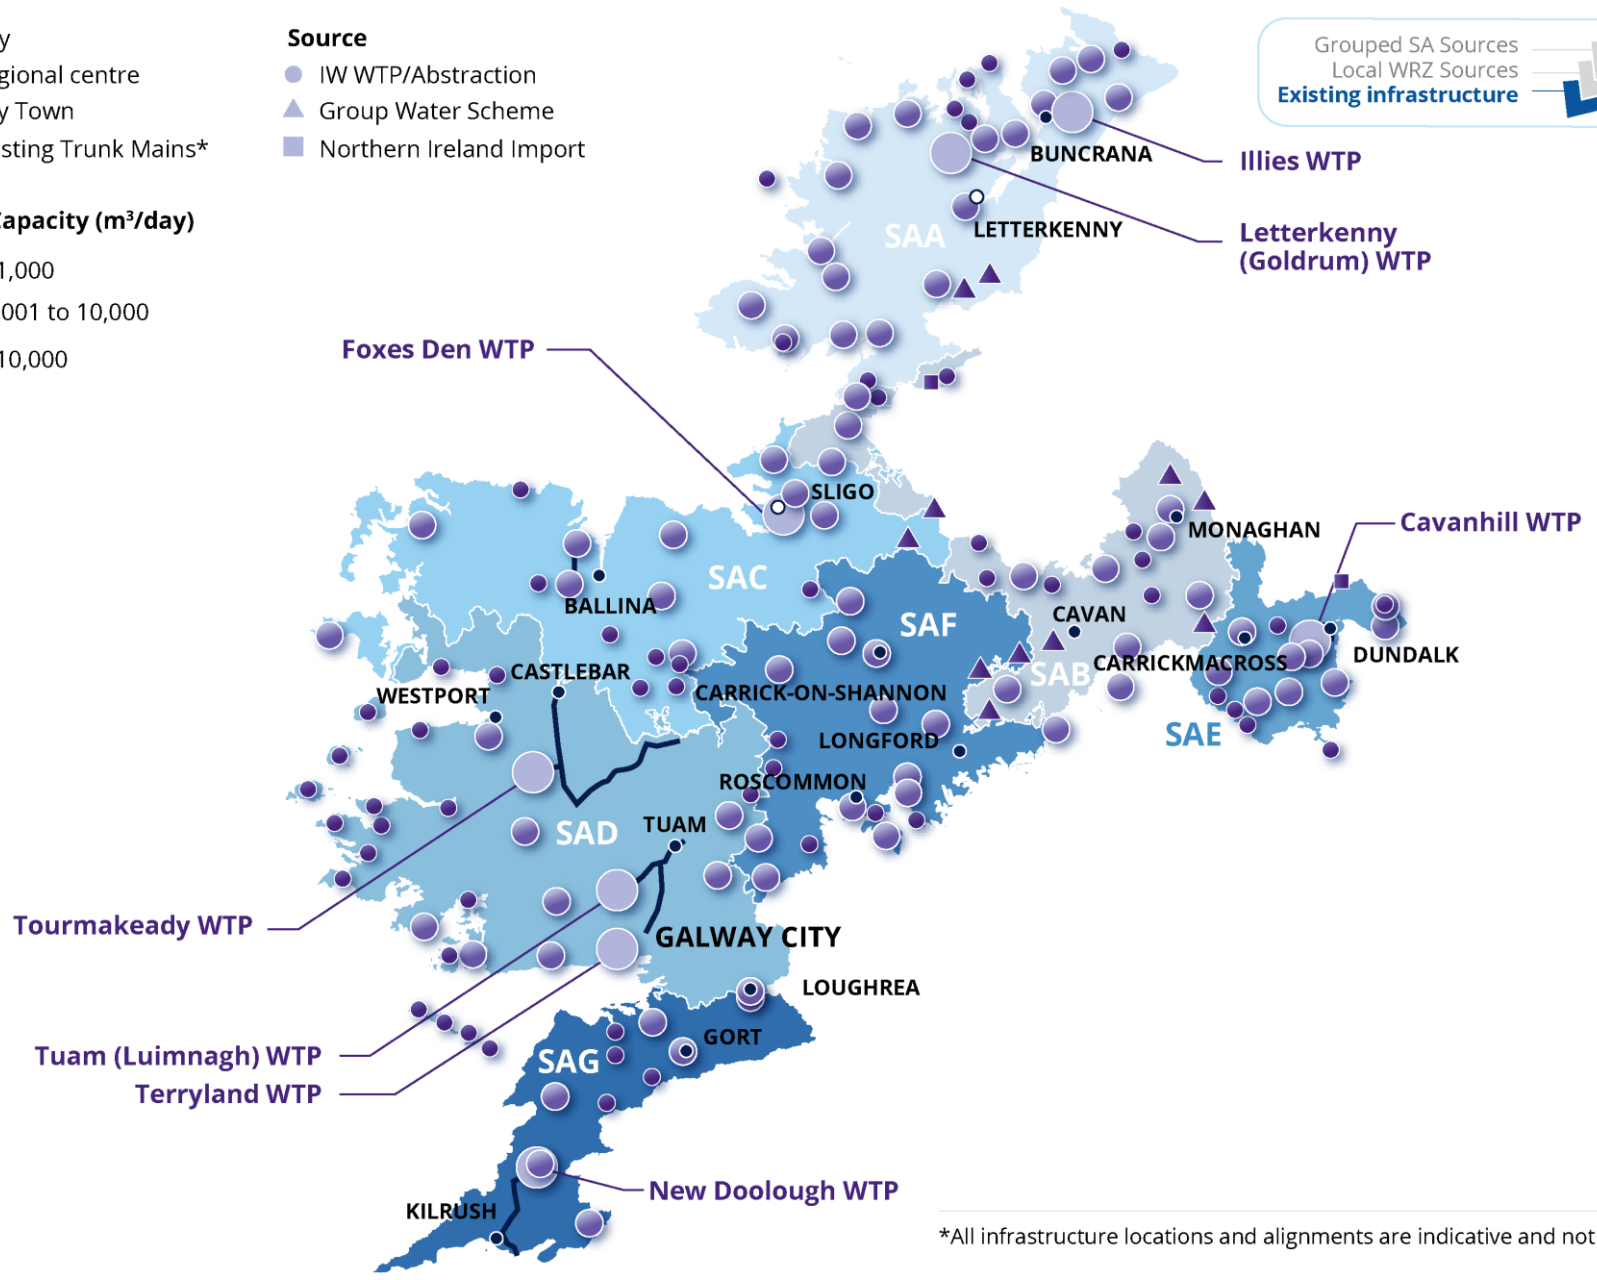 y
gional centre
y Town
sting Trunk Mains*
Capacity (m³/day)
1,000
001 to 10,000
10,000
Source
IW WTP/Abstraction
Group Water Scheme
Northern Ireland Import
Grouped SA Sources
Local WRZ Sources
Existing infrastructure
BUNCRANA
Illies WTP
LETTERKENNY
SAA
Letterkenny
(Goldrum) WTP
Foxes Den WTP
SLIGO
MONAGHAN
Cavanhill WTP
SAC
BALLINA
SAF
CAVAN
DUNDALK
CARRICKMACROSS
SAB
CASTLEBAR
WESTPORT
CARRICK-ON-SHANNON
SAE
LONGFORD
ROSCOMMON
SAD
TUAM
Tourmakeady WTP
GALWAY CITY
LOUGHREA
GORT
Tuam (Luimnagh) WTP
SAG
Terryland WTP
New Doolough WTP
KILRUSH
*All infrastructure locations and alignments are indicative and not